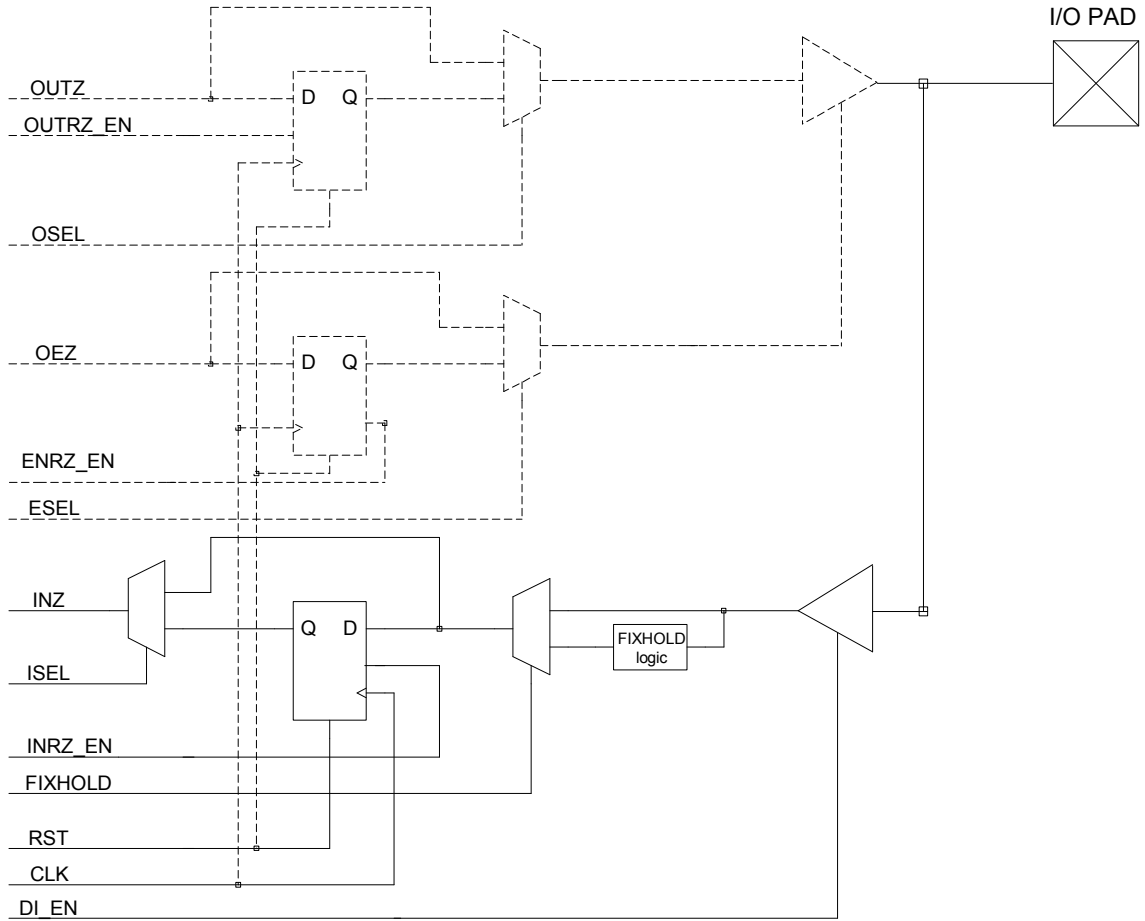 I/O PAD
OUTZ
D Q
OUTRZ_EN
OSEL
OEZ
D Q
ENRZ_EN
ESEL
INZ
Q D
FIXHOLD
logic
ISEL
INRZ_EN
FIXHOLD
RST
CLK
DI_EN